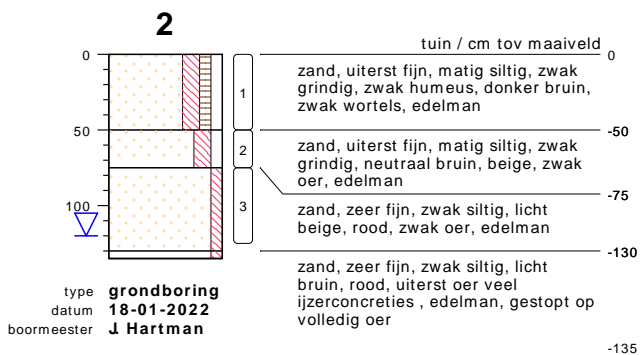 2
tuin / cm tov maaiveld
0
0
zand, uiterst fijn, matig siltig, zwak
grindig, zwak humeus, donker bruin,
zwak wortels, edelman
1
50
-50
zand, uiterst fijn, matig siltig, zwak
grindig, neutraal bruin, beige, zwak
oer, edelman
2
-75
zand, zeer fijn, zwak siltig, licht
beige, rood, zwak oer, edelman
100
3
-130
zand, zeer fijn, zwak siltig, licht
bruin, rood, uiterst oer veel
ijzerconcreties , edelman, gestopt op
volledig oer
-135
type grondboring
datum 18-01-2022
boormeester J. Hartman